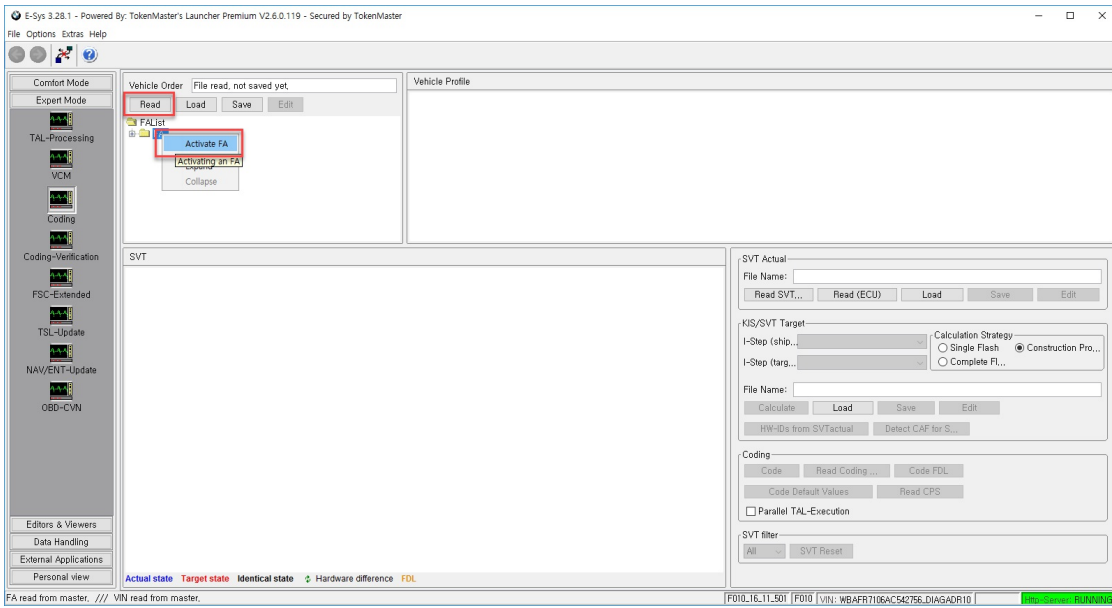 E-Sys 3.28.1 - Powered By: TokenMaster's Launcher Premium V2.6.0.119 - Secured by TokenMaster
File Options Extras Help
Comfort Mode
Expert Mode
TAL-Processing
VCM
Coding
Coding-Verification
FSC-Extended
TSL-Update
NAV/ENT-Update
OBD-CVN
Editors & Viewers
Data Handling
External Applications
Personal view
Vehicle Order File read, not saved yet.
Read Load Save Edit
FAList
Activate FA
Activating an FA
Collapse
Vehicle Profile
SVT
Actual state Target state Identical state Hardware difference FDL
SVT Actual
File Name:
Read SVT... Read (ECU) Load Save Edit
KIS/SVT Target
I-Step (ship...
I-Step (targ...
Calculation Strategy
Single Flash Construction Pro...
Complete Fl...
File Name:
Calculate Load Save Edit
HW-IDs from SVTactual Detect CAF for S...
Coding
Code Read Coding ... Code FDL
Code Default Values Read CPS
Parallel TAL-Execution
SVT filter
All SVT Reset
FA read from master. /// VIN read from master.
F010_16_11_501 F010 VIN: WBAFR7106AC542756_DIAGADR10 Http-Server: RUNNING